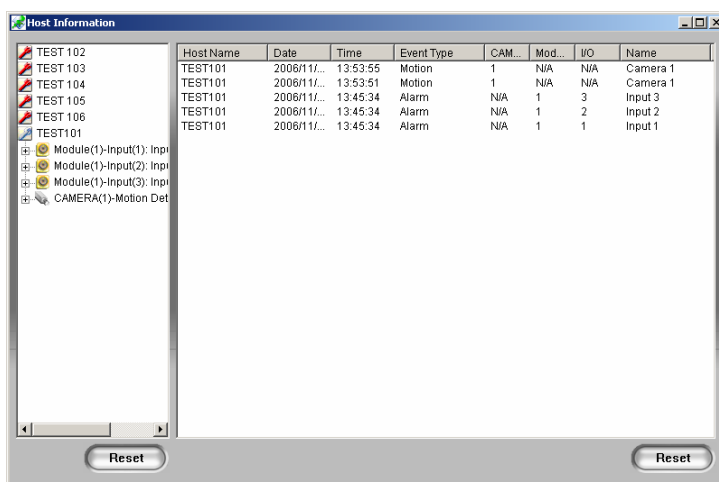 Host Information
TEST 102
TEST 103
TEST 104
TEST 105
TEST 106
TEST101
Module(1)-Input(1): Inpu
Module(1)-Input(2): Inpu
Module(1)-Input(3): Inpu
CAMERA(1)-Motion Det
Host Name Date Time Event Type CAM... Mod... I/O Name
TEST101 2006/11/... 13:53:55 Motion 1 N/A N/A Camera 1
TEST101 2006/11/... 13:53:51 Motion 1 N/A N/A Camera 1
TEST101 2006/11/... 13:45:34 Alarm N/A 1 3 Input 3
TEST101 2006/11/... 13:45:34 Alarm N/A 1 2 Input 2
TEST101 2006/11/... 13:45:34 Alarm N/A 1 1 Input 1
Reset
Reset